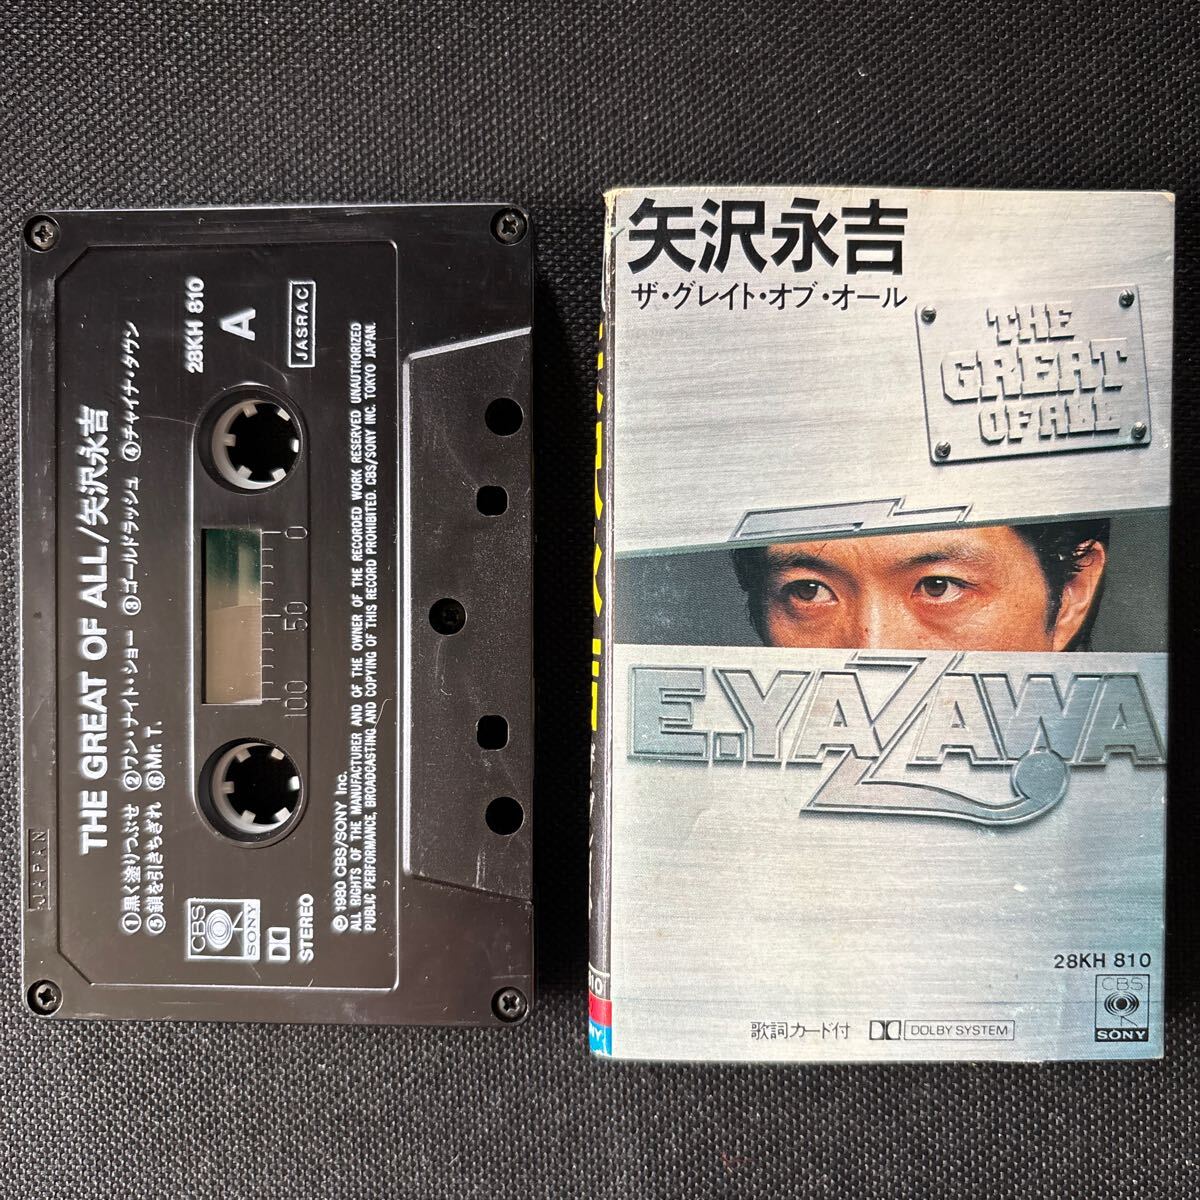 THE GREAT OF ALL/矢沢永吉
①黒く塗りつぶせ ②ワン・ナイト・ショー ③ゴールドラッシュ ④チャイナ・タウン
⑤鎖を引きちぎれ ⑥Mr. T.
28KH 810
A
JASRAC
0
50
100
CBS
SONY
STEREO
℗ 1980 CBS/SONY Inc.
ALL RIGHTS OF THE MANUFACTURER AND OF THE OWNER OF THE RECORDED WORK RESERVED UNAUTHORIZED
PUBLIC PERFORMANCE, BROADCASTING AND COPYING OF THIS RECORD PROHIBITED. CBS/SONY INC. TOKYO JAPAN.
JAPAN
矢沢永吉
ザ・グレイト・オブ・オール
THE
GREAT
OF ALL
E.YAZAWA
28KH 810
CBS
SONY
歌詞カード付
DOLBY SYSTEM